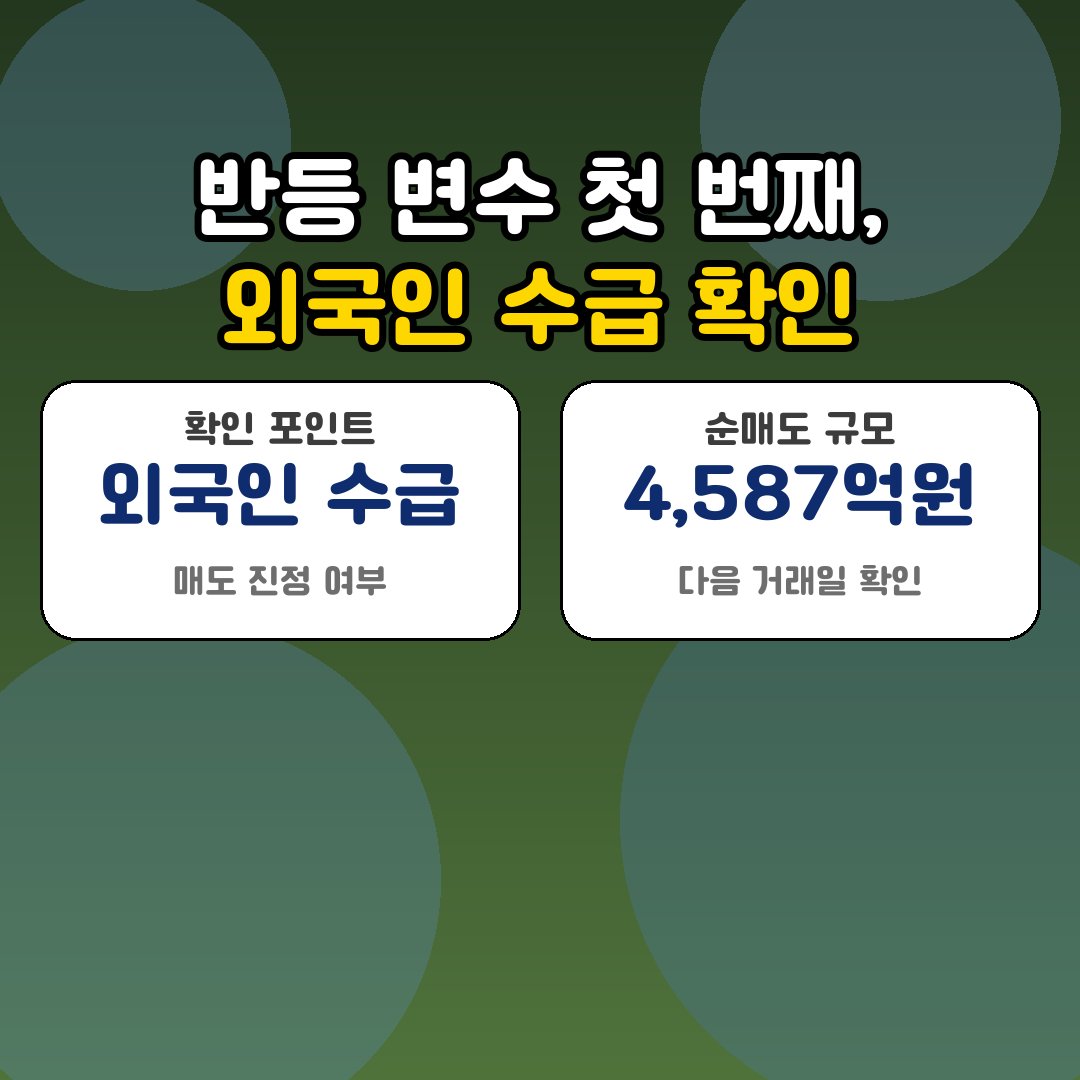 반등 변수 첫 번째,
외국인 수급 확인
확인 포인트
외국인 수급
매도 진정 여부
순매도 규모
4,587억원
다음 거래일 확인